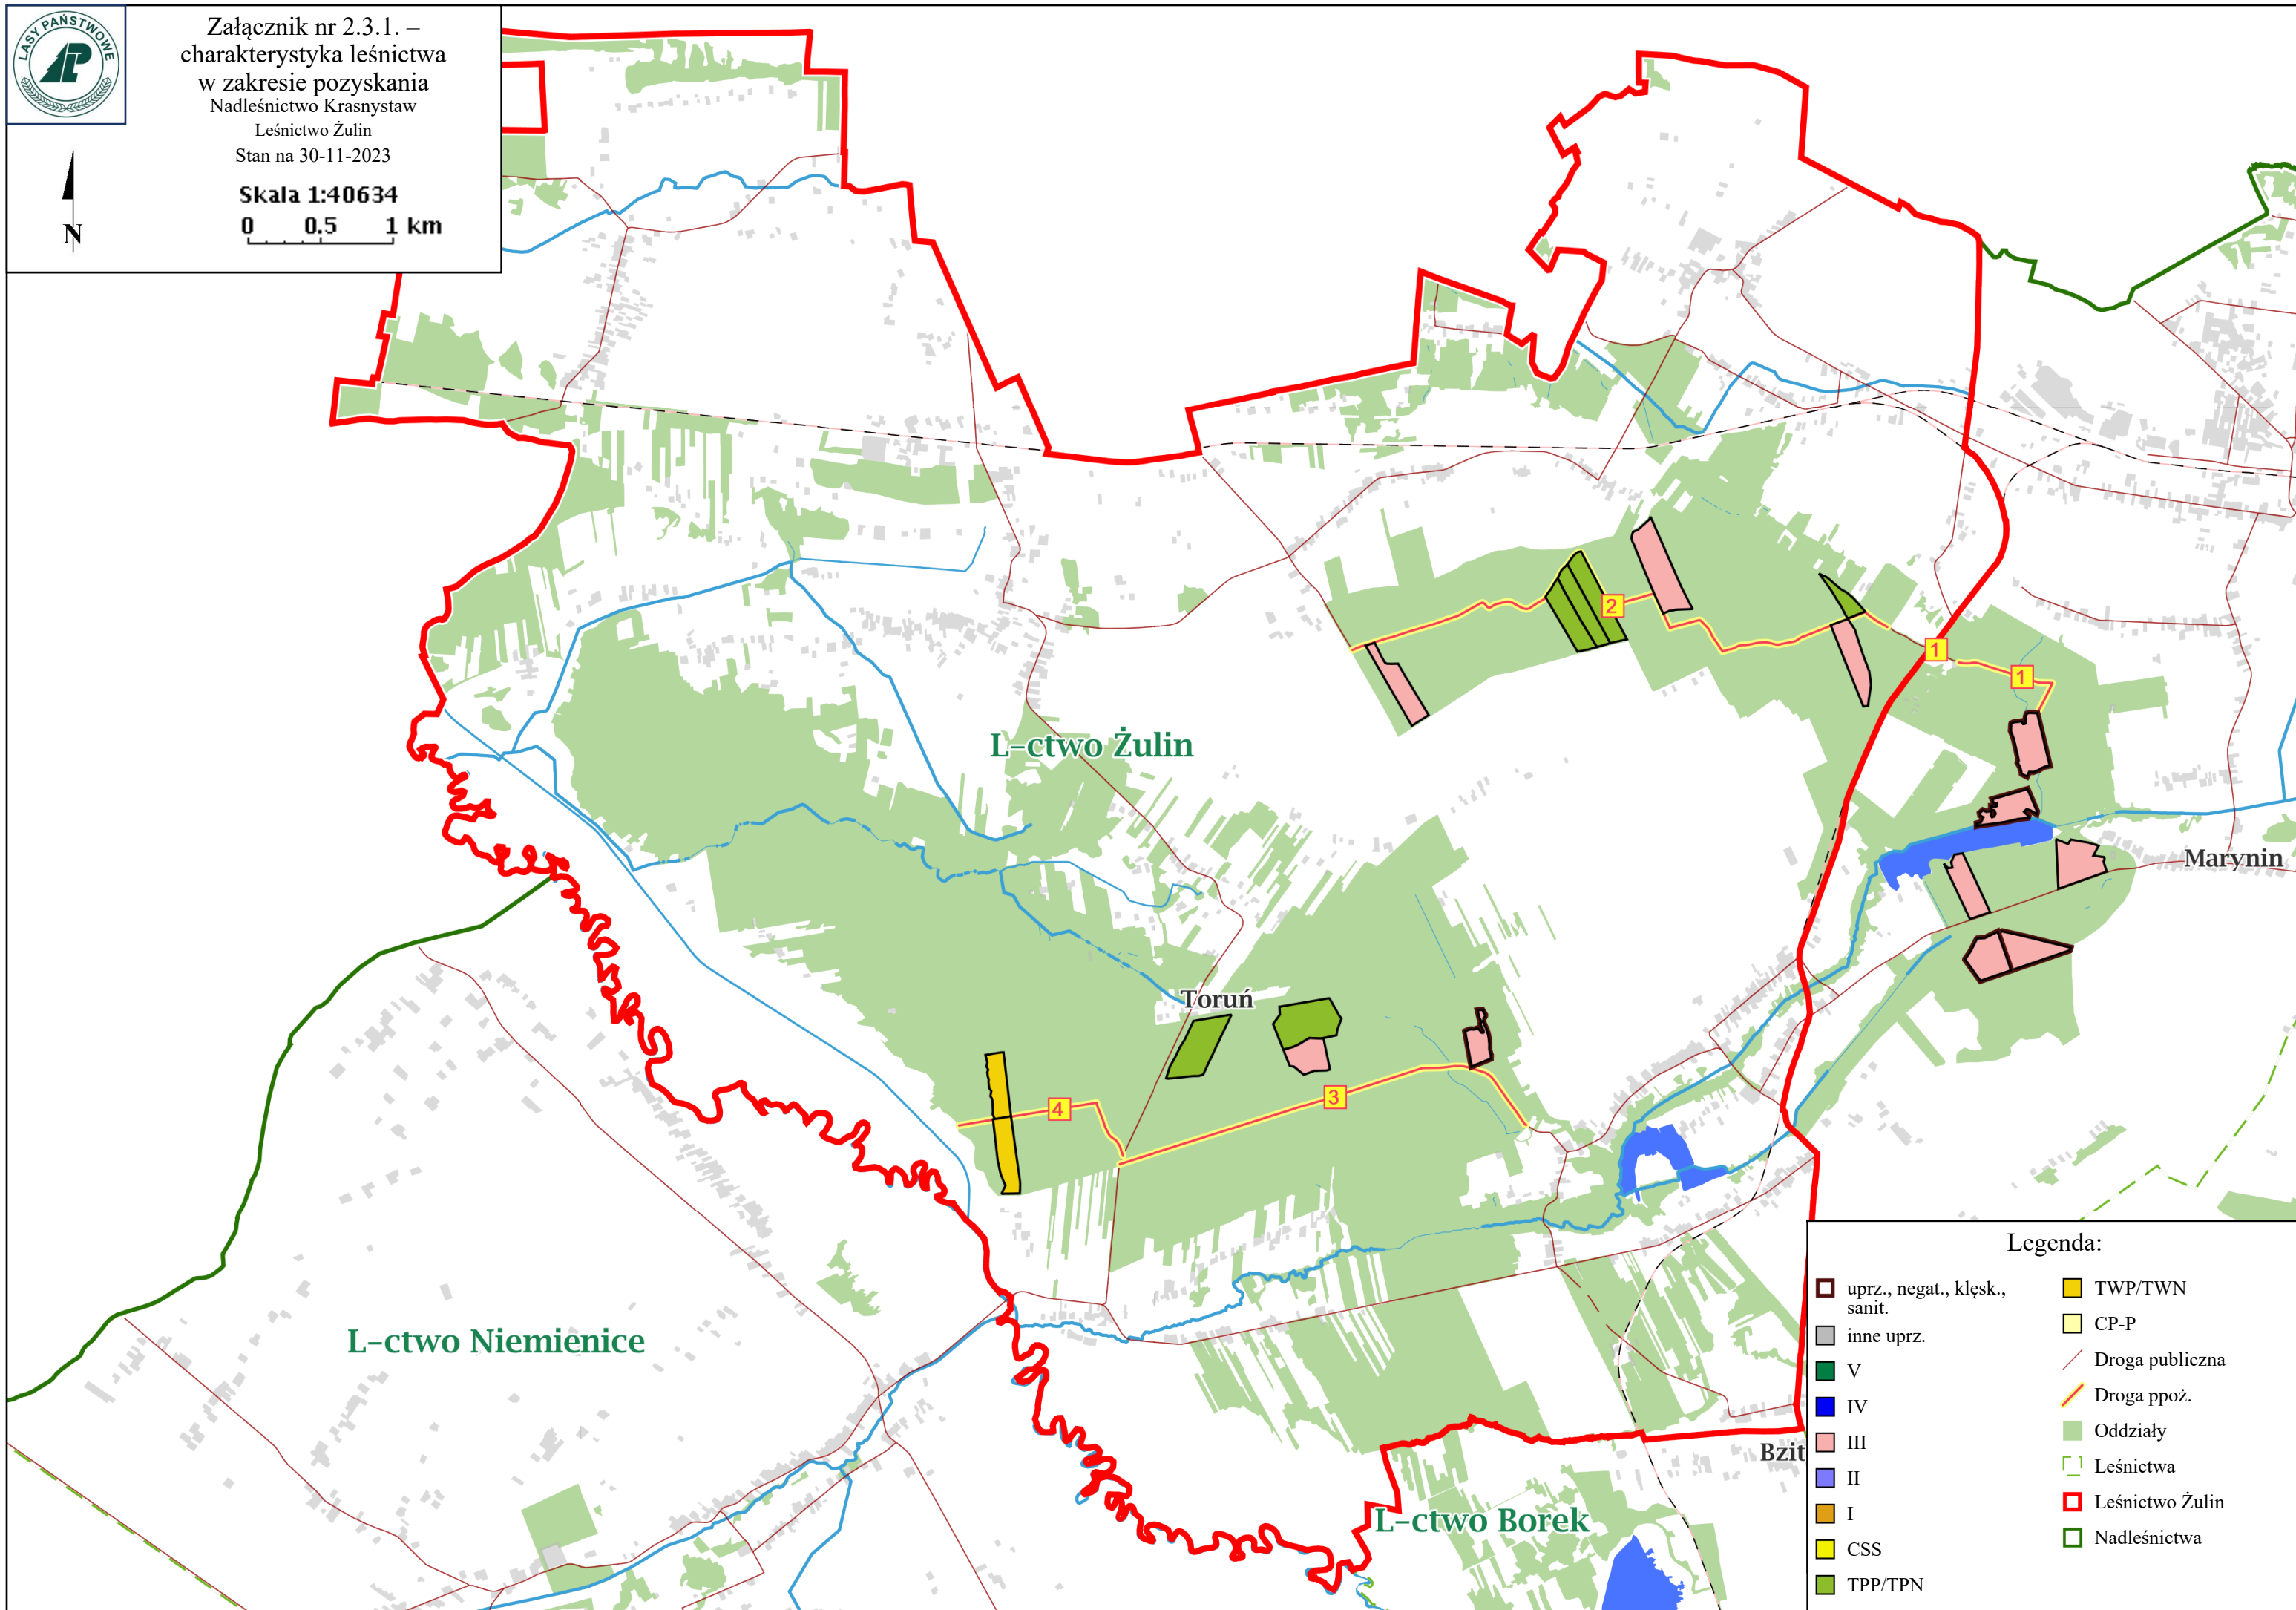 LASY PAŃSTWOWE
Załącznik nr 2.3.1. –
charakterystyka leśnictwa
w zakresie pozyskania
Nadleśnictwo Krasnystaw
Leśnictwo Żulin
Stan na 30-11-2023
Skala 1:40634
0 0.5 1 km
N
2
1
1
L-ctwo Żulin
Marynin
Toruń
4
3
L-ctwo Niemienice
Bzit
L-ctwo Borek
Legenda:
uprz., negat., klęsk.,
sanit.
inne uprz.
V
IV
III
II
I
CSS
TPP/TPN
TWP/TWN
CP-P
Droga publiczna
Droga ppoż.
Oddziały
Leśnictwa
Leśnictwo Żulin
Nadleśnictwa